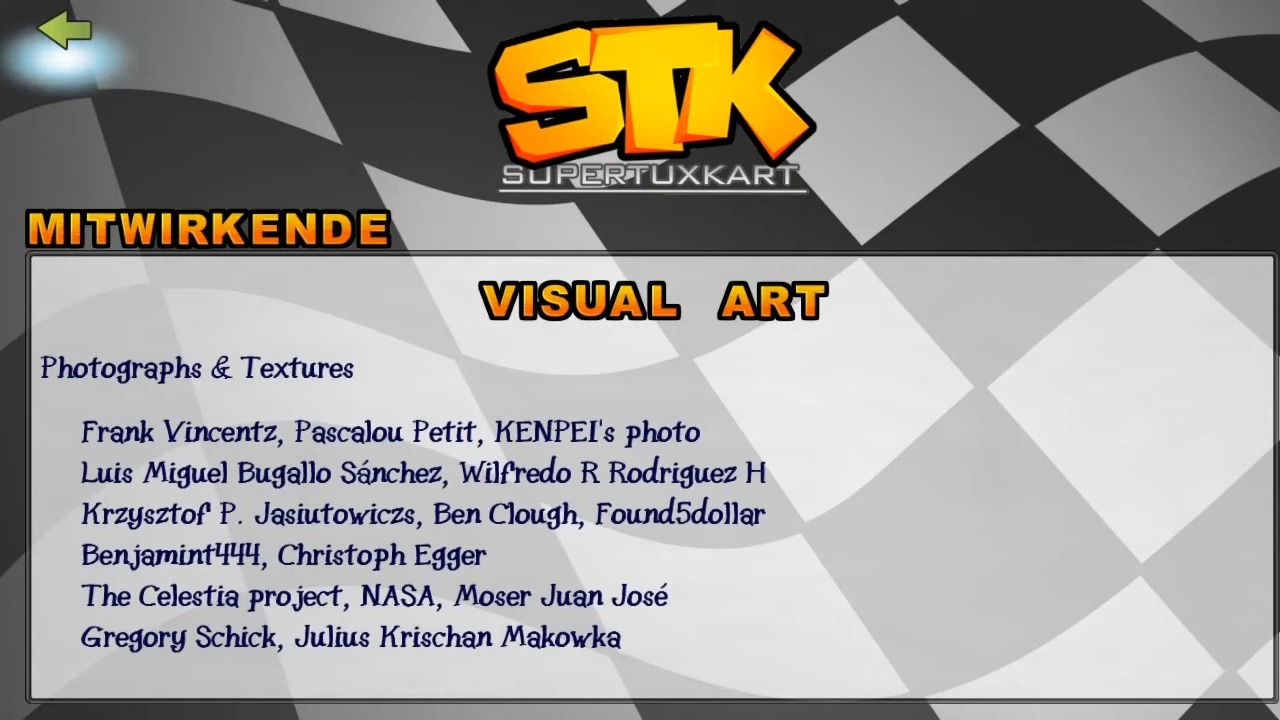 STK
SUPERTUXKART
MITWIRKENDE
VISUAL ART
Photographs & Textures
Frank Vincentz, Pascalou Petit, KENPEI's photo
Luis Miguel Bugallo Sánchez, Wilfredo R Rodriguez H
Krzysztof P. Jasiutowiczs, Ben Clough, Found5dollar
Benjamint444, Christoph Egger
The Celestia project, NASA, Moser Juan José
Gregory Schick, Julius Krischan Makowka